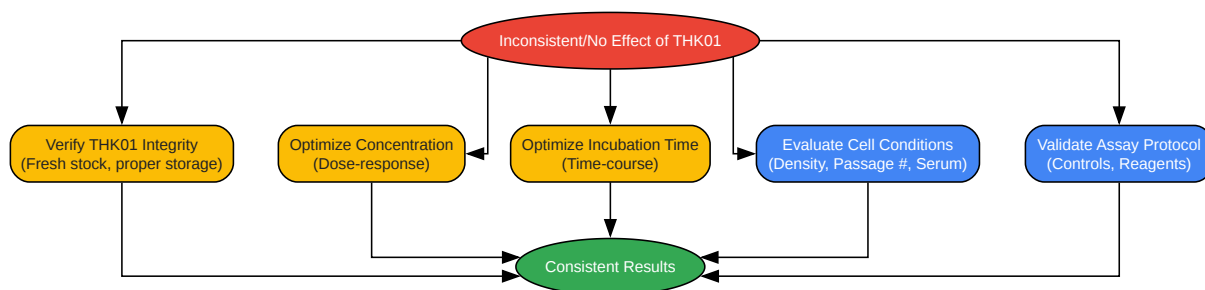 Inconsistent/No Effect of THK01
Verify THK01 Integrity
(Fresh stock, proper storage)
Optimize Concentration
(Dose-response)
Optimize Incubation Time
(Time-course)
Evaluate Cell Conditions
(Density, Passage #, Serum)
Validate Assay Protocol
(Controls, Reagents)
Consistent Results